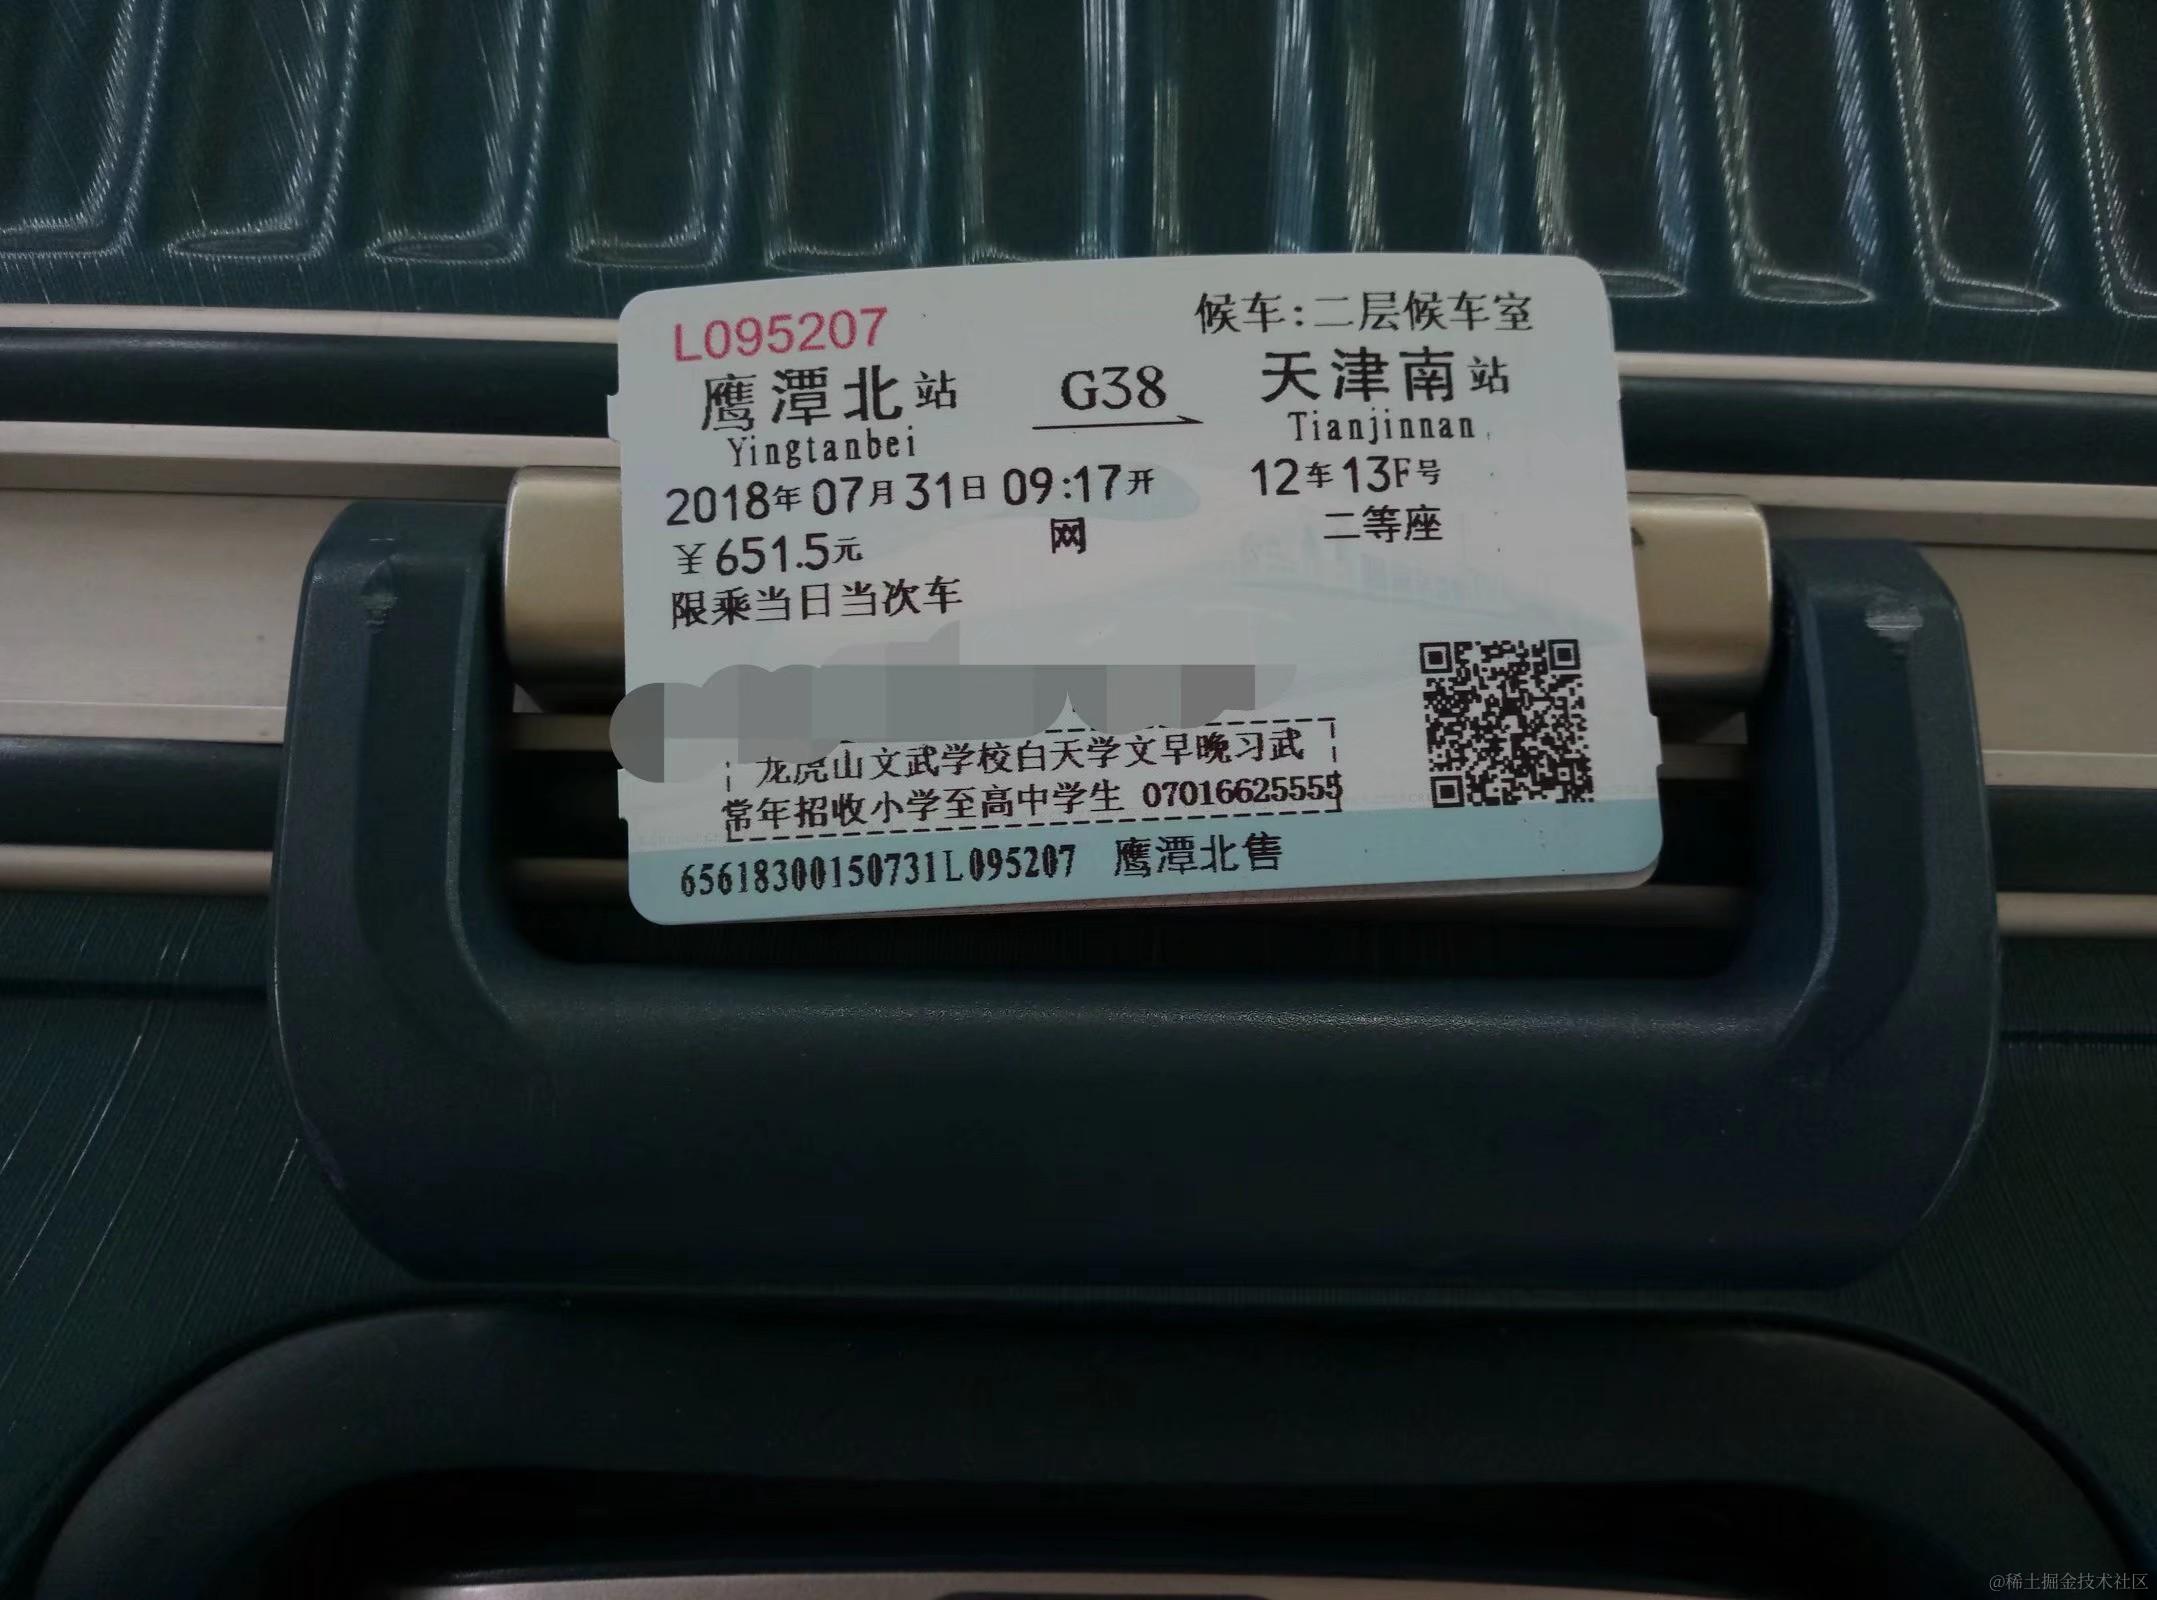 L095207 候车:二层候车室
鹰潭北站 G38 天津南站
Yingtanbei Tianjinnan
2018年07月31日09:17开 12车13F号
￥651.5元 网 二等座
限乘当日当次车
龙虎山文武学校白天学文早晚习武
常年招收小学至高中学生 07016625555
65618300150731L095207 鹰潭北售
@稀土掘金技术社区